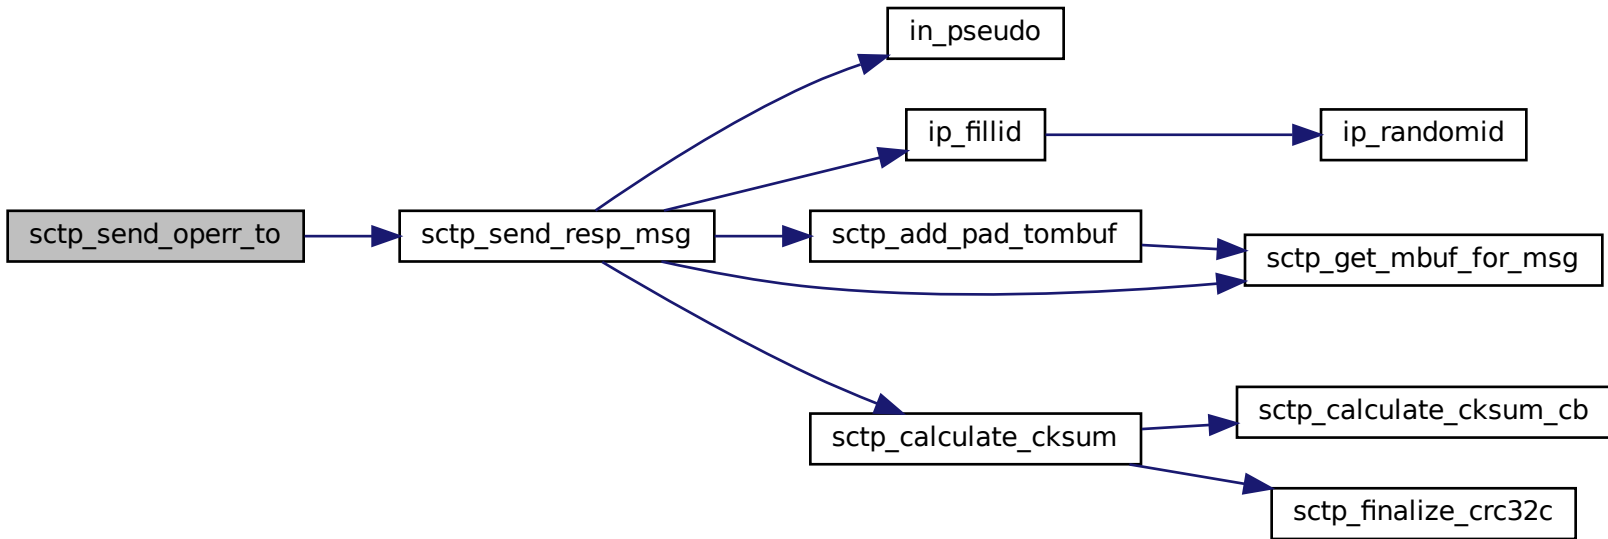 in_pseudo
ip_fillid
ip_randomid
sctp_send_operr_to
sctp_send_resp_msg
sctp_add_pad_tombuf
sctp_get_mbuf_for_msg
sctp_calculate_cksum
sctp_calculate_cksum_cb
sctp_finalize_crc32c